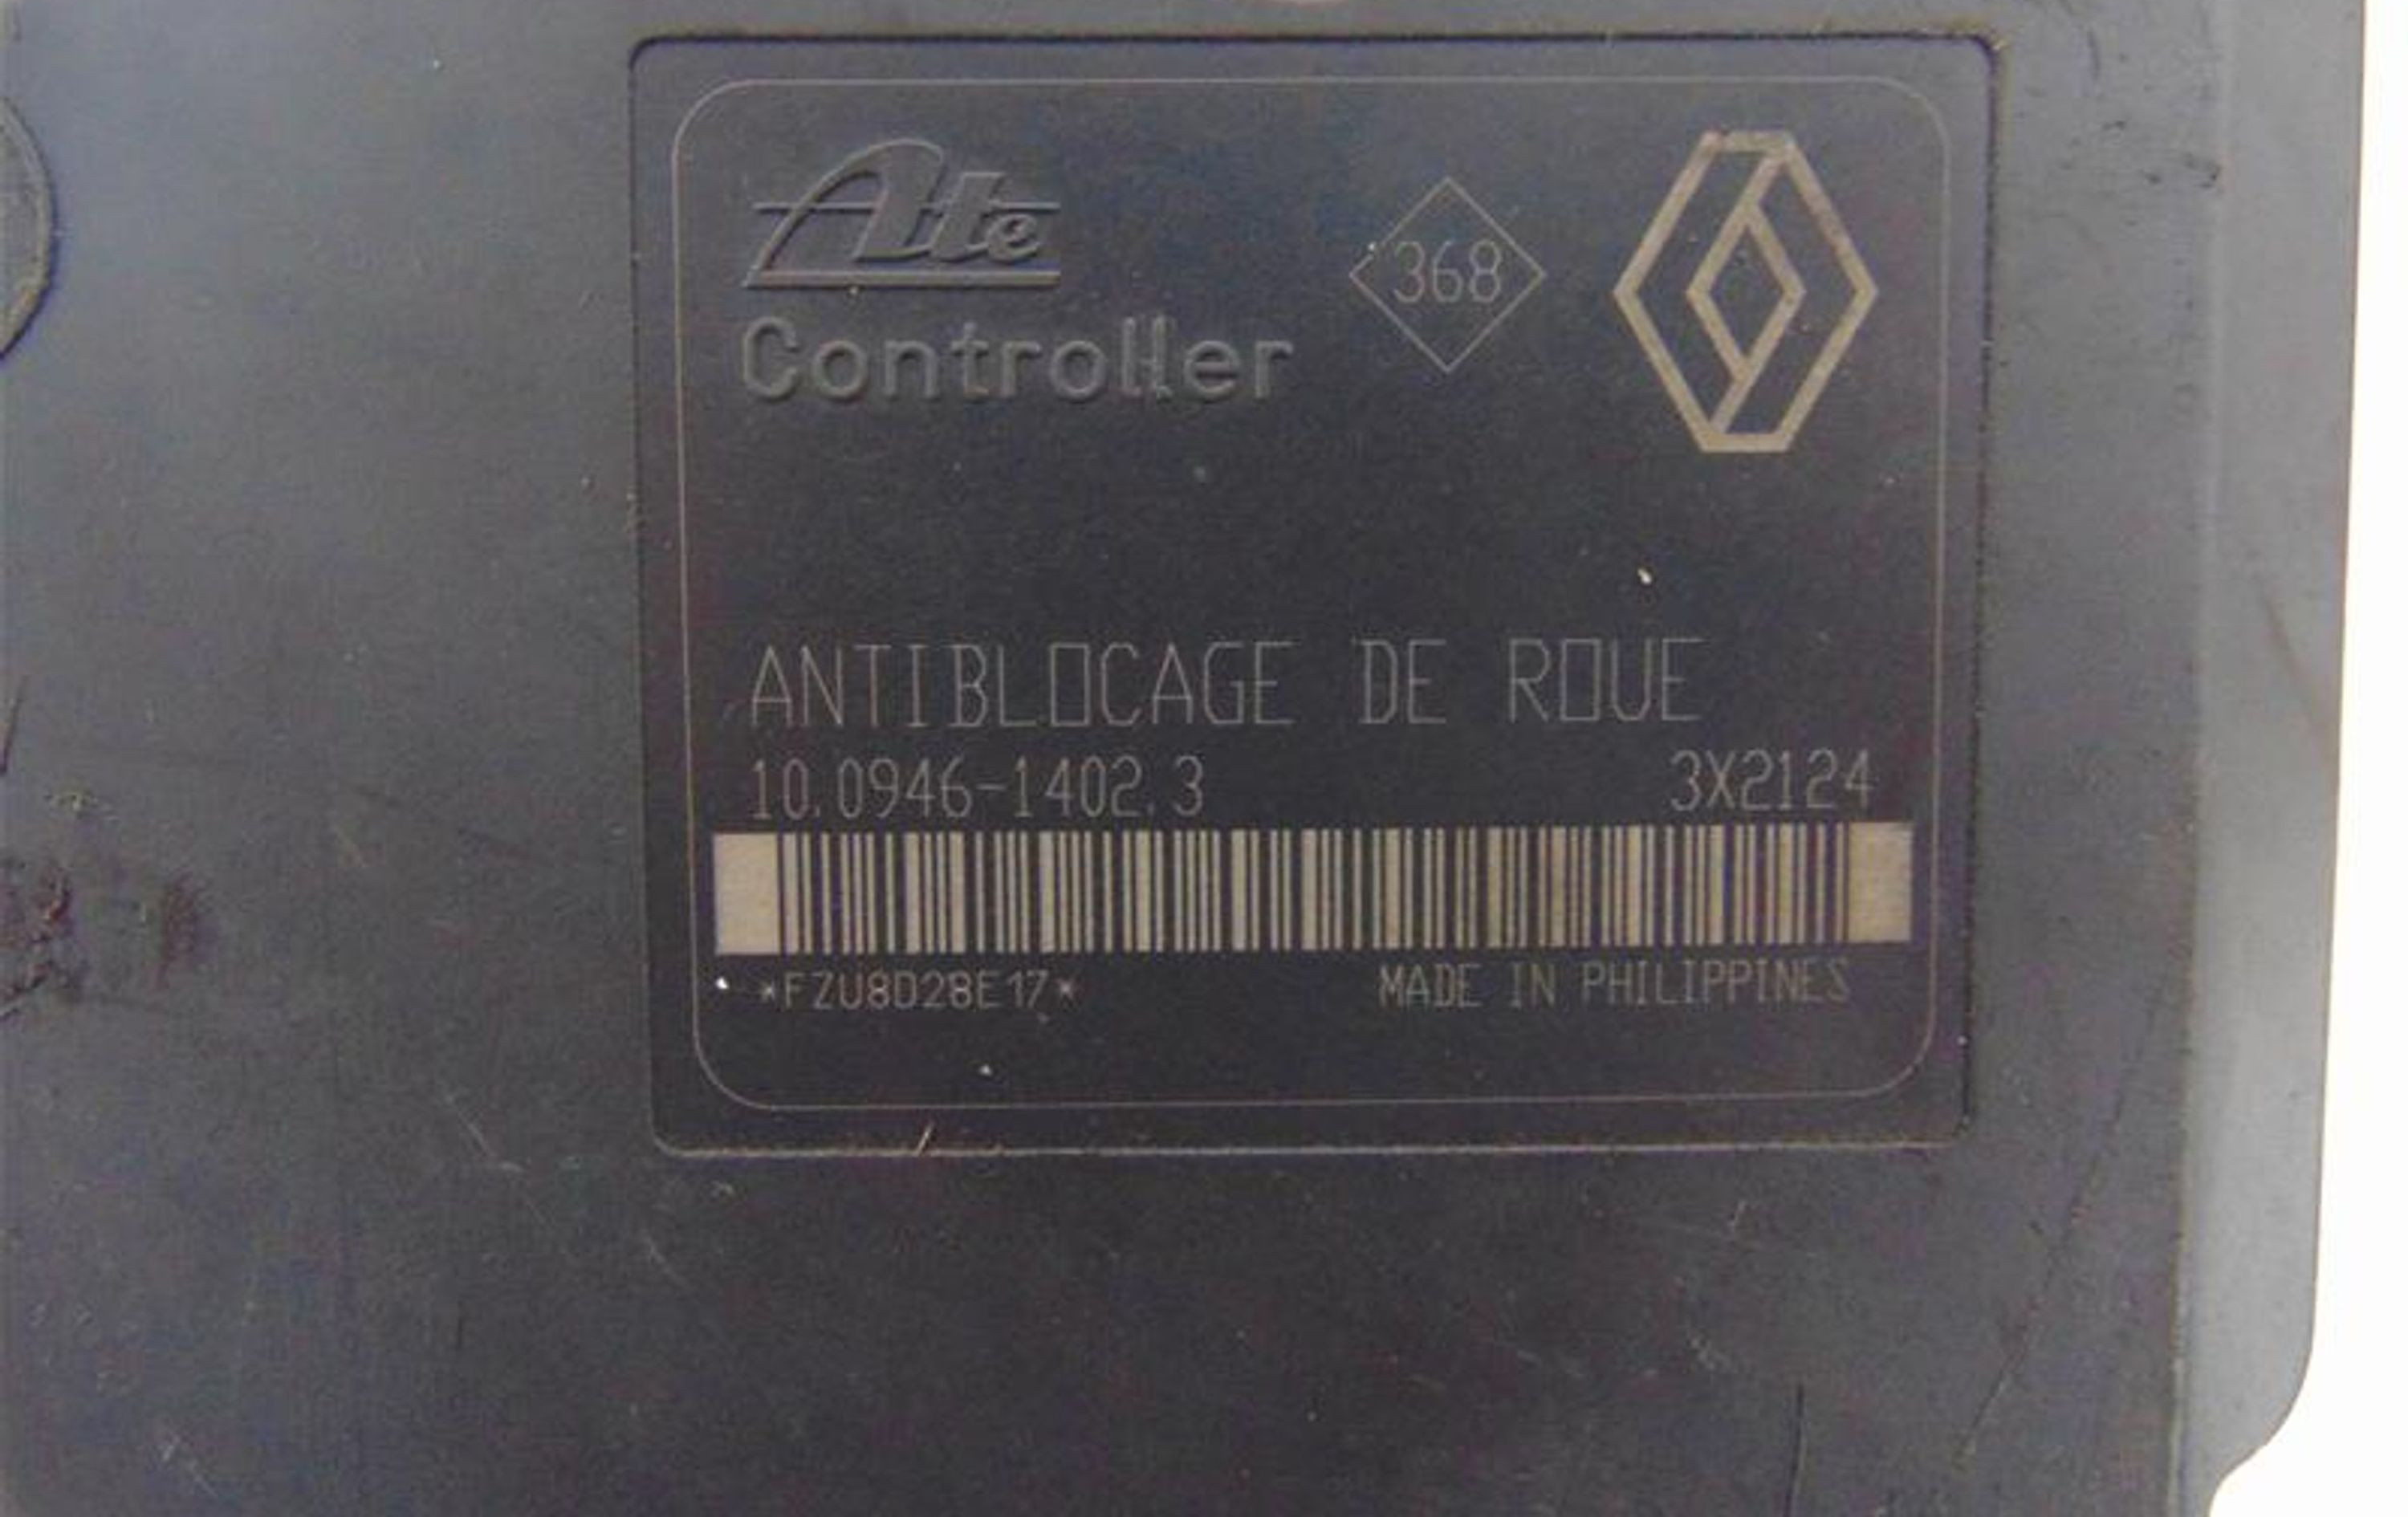 Ate
368
Controller
ANTIBLOCAGE DE ROUE
10.0946-1402.3 3X2124
*FZU8D28E17*
MADE IN PHILIPPINES